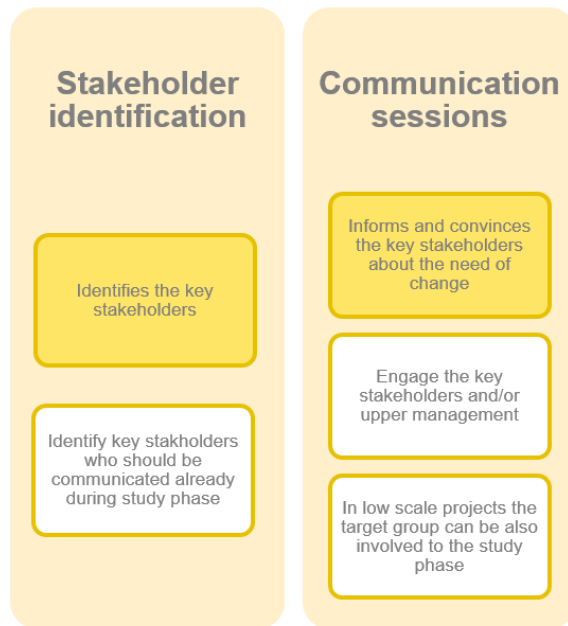 Stakeholder
identification
Identifies the key
stakeholders
Identify key stakholders
who should be
communicated already
during study phase
Communication
sessions
Informs and convinces
the key stakeholders
about the need of
change
Engage the key
stakeholders and/or
upper management
In low scale projects the
target group can be also
involved to the study
phase